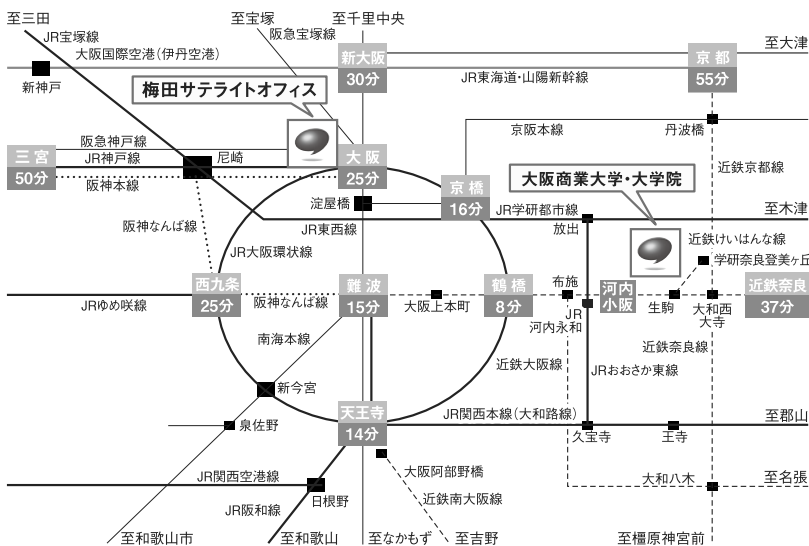 至三田
至宝塚
至千里中央
JR宝塚線
阪急宝塚線
大阪国際空港(伊丹空港)
新大阪
30分
京都
55分
至大津
新神戸
JR東海道・山陽新幹線
梅田サテライトオフィス
京阪本線
丹波橋
阪急神戸線
三宮
50分
JR神戸線
尼崎
大阪
25分
阪神本線
近鉄京都線
大阪商業大学・大学院
京橋
16分
淀屋橋
JR学研都市線
放出
至木津
阪神なんば線
JR東西線
JR大阪環状線
近鉄けいはんな線
学研奈良登美ヶ丘
西九条
25分
難波
15分
鶴橋
8分
布施
河内
小阪
近鉄奈良
37分
JRゆめ咲線
阪神なんば線
大阪上本町
JR
河内永和
生駒
大和西
大寺
南海本線
近鉄大阪線
JRおおさか東線
近鉄奈良線
新今宮
泉佐野
天王寺
14分
JR関西本線(大和路線)
久宝寺
王寺
至郡山
JR関西空港線
日根野
大阪阿部野橋
大和八木
至名張
JR阪和線
近鉄南大阪線
至和歌山市
至和歌山
至なかもず
至吉野
至橿原神宮前